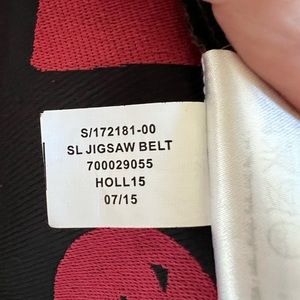 S/172181-00
SL JIGSAW BELT
700029055
HOLL15
07/15